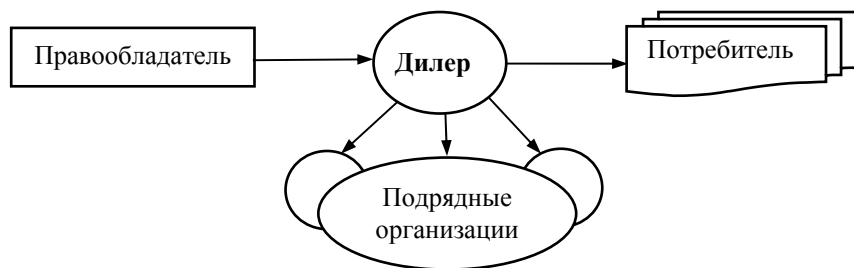 Правообладатель
Дилер
Потребитель
Подрядные
организации